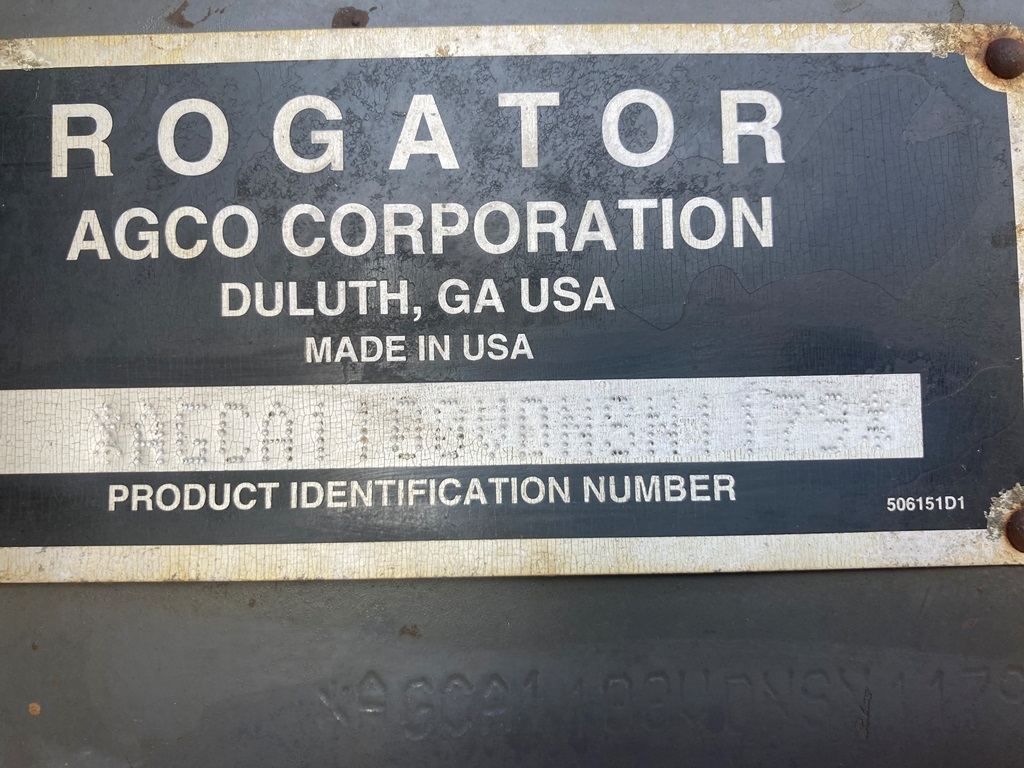 ROGATOR
AGCO CORPORATION
DULUTH, GA USA
MADE IN USA
PRODUCT IDENTIFICATION NUMBER
506151D1